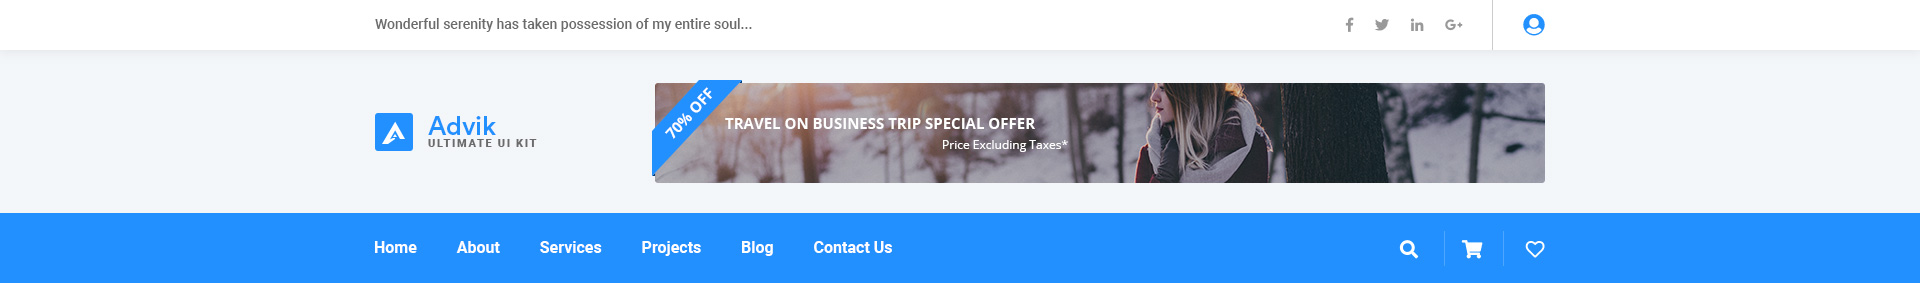 Wonderful serenity has taken possession of my entire soul...
Advik
ULTIMATE UI KIT
70% OFF
TRAVEL ON BUSINESS TRIP SPECIAL OFFER
Price Excluding Taxes*
Home About Services Projects Blog Contact Us